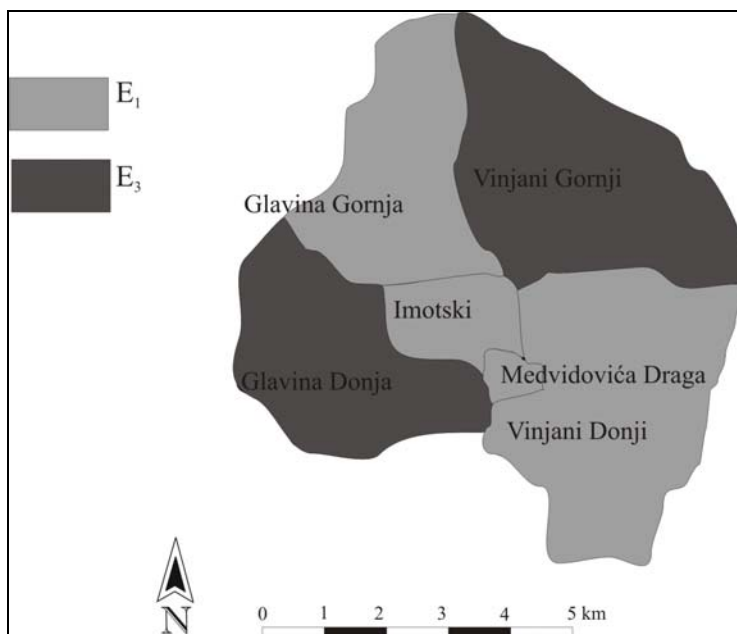 E₁
E₃
Vinjani Gornji
Glavina Gornja
Imotski
Medvidovića Draga
Glavina Donja
Vinjani Donji
N
0 1 2 3 4 5 km